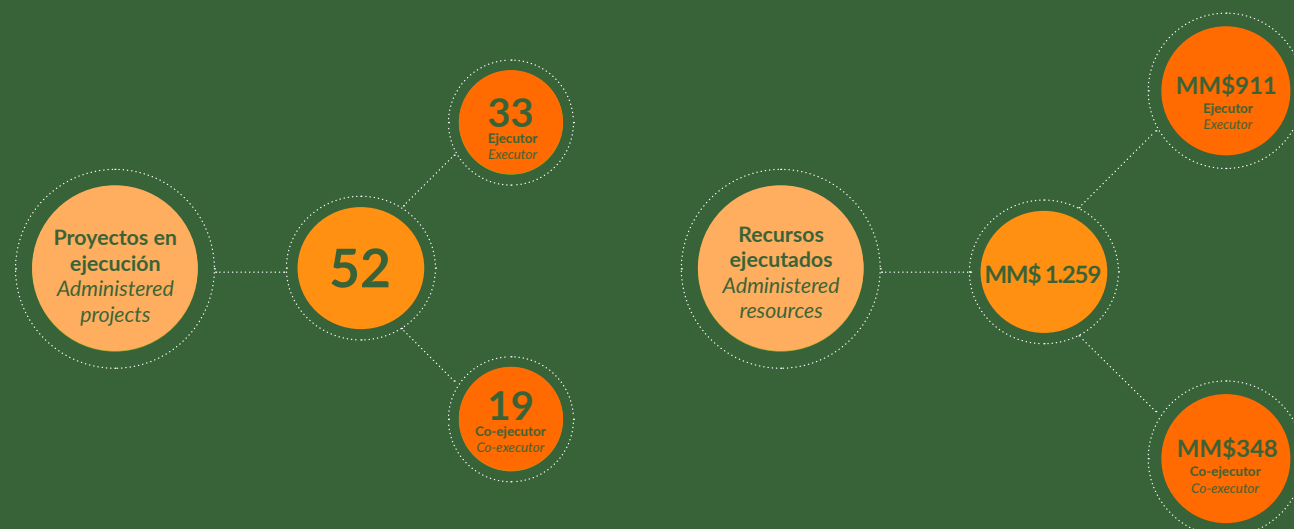 Proyectos en
ejecución
Administered
projects
52
33
Ejecutor
Executor
19
Co-ejecutor
Co-executor
Recursos
ejecutados
Administered
resources
MM$ 1.259
MM$911
Ejecutor
Executor
MM$348
Co-ejecutor
Co-executor